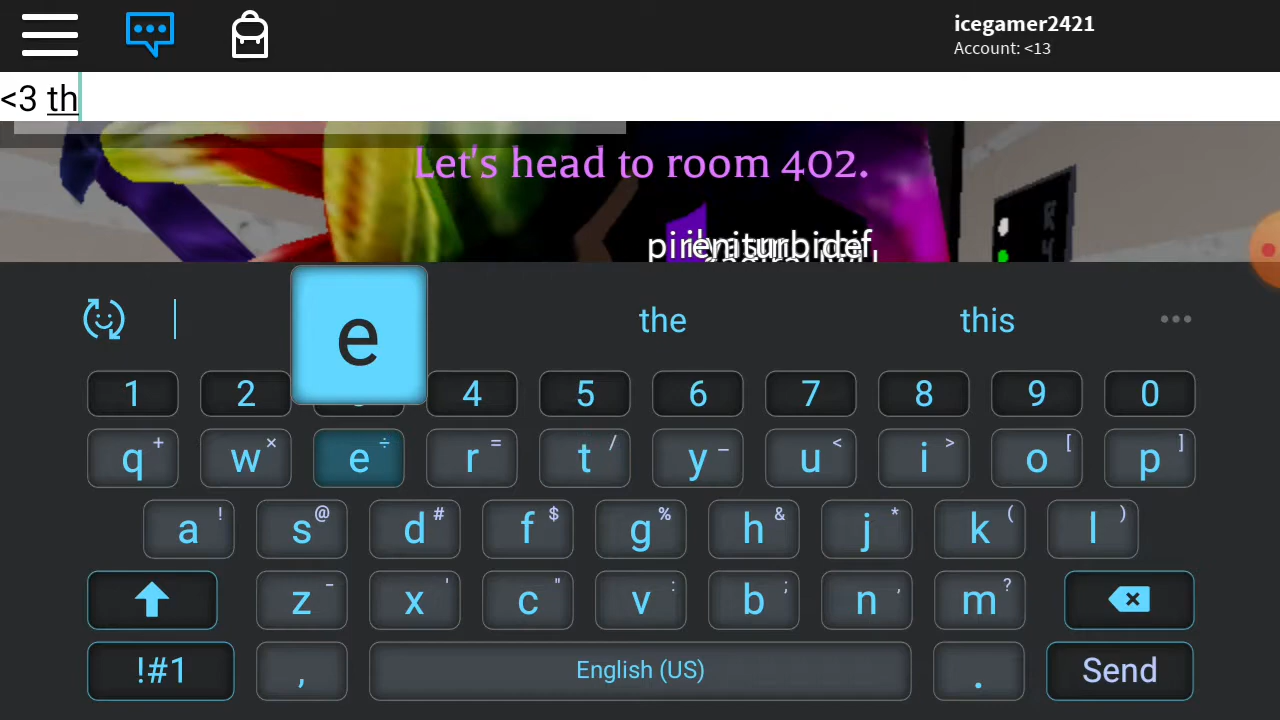 icegamer2421
Account: <13
<3 th
Let's head to room 402.
e the this
1 2 4 5 6 7 8 9 0
q + w × e ÷ r = t / y – u < i > o [ p ]
a ! s @ d # f $ g % h & j * k ( l )
z - x ' c " v : b ; n , m ?
!#1 , English (US) . Send